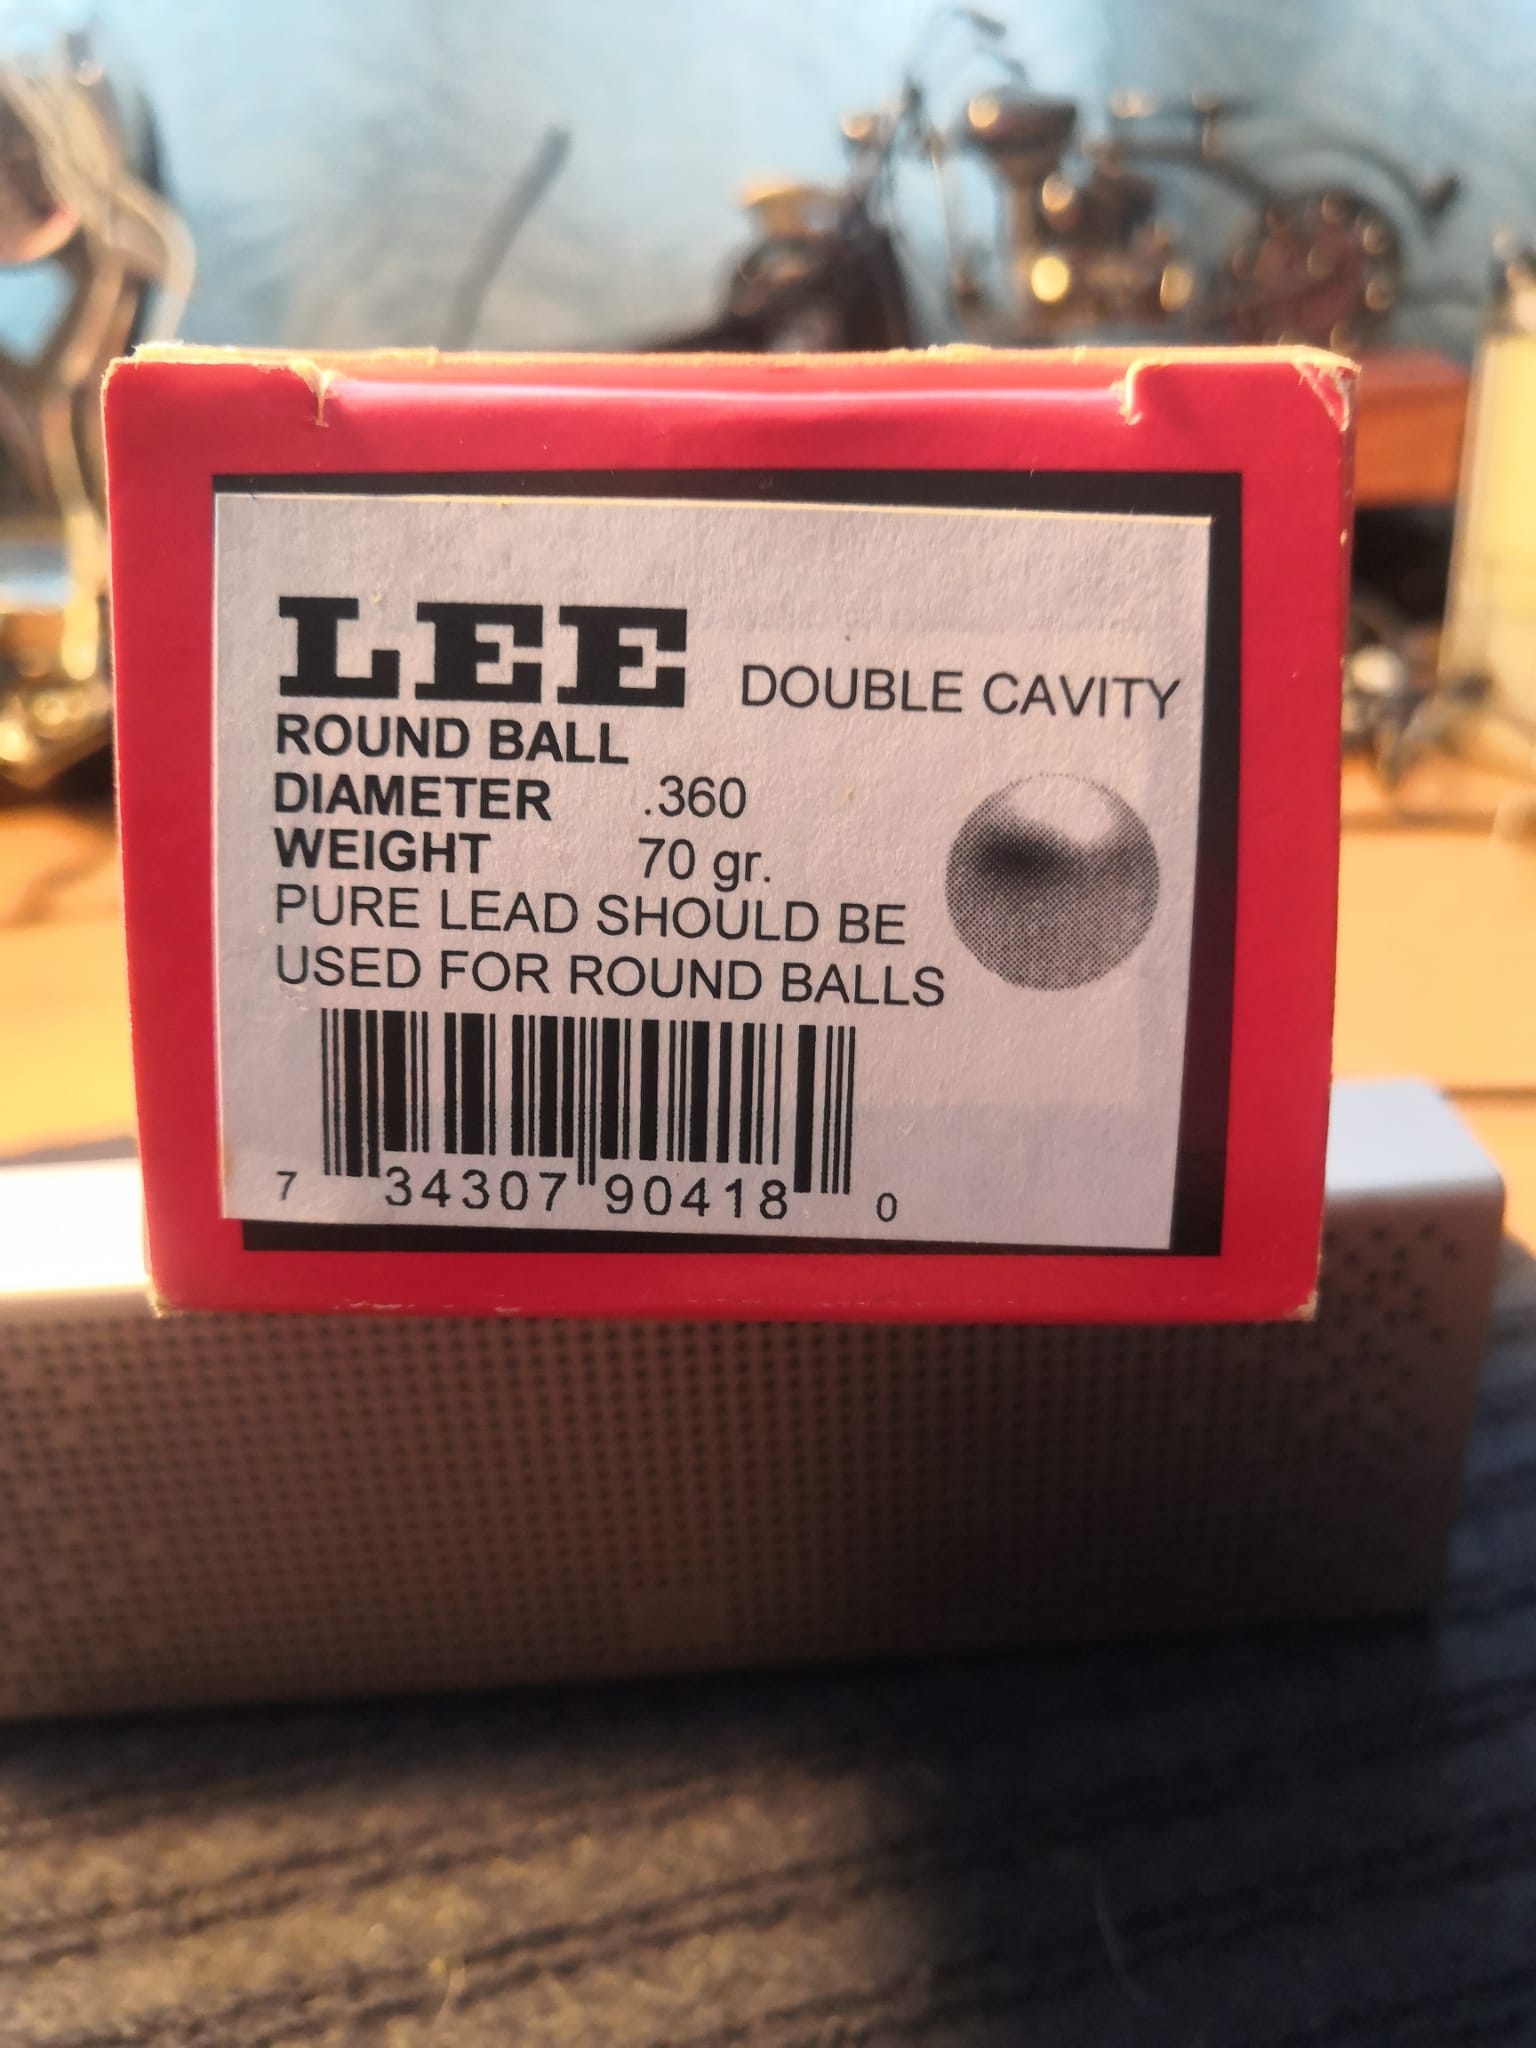 LEE DOUBLE CAVITY
ROUND BALL
DIAMETER .360
WEIGHT 70 gr.
PURE LEAD SHOULD BE
USED FOR ROUND BALLS
7 34307 90418 0